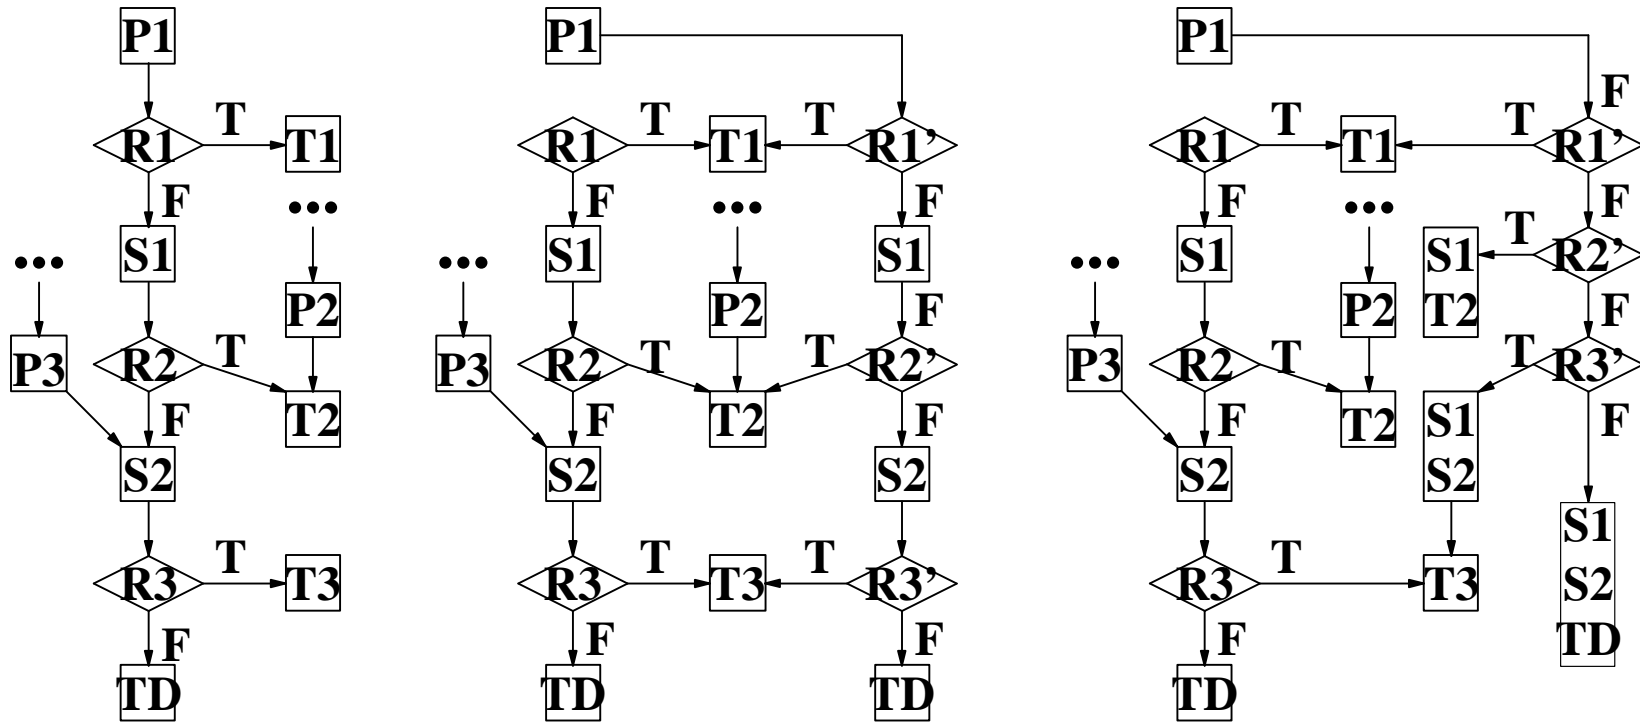 P1
R1
T
T1
F
•••
S1
•••
P2
P3
R2
T
T2
F
S2
R3
T
T3
F
TD
P1
R1
T
T1
T
R1’
F
•••
S1
S1
•••
P2
F
P3
R2
T
T2
R2’
F
S2
S2
R3
T
T3
T
R3’
F
F
TD
TD
P1
F
R1
T
T1
T
R1’
F
•••
F
S1
S1
T2
T
R2’
•••
P2
F
P3
R2
T
T2
T
R3’
F
S1
S2
F
S2
R3
T
T3
S1
S2
TD
F
TD